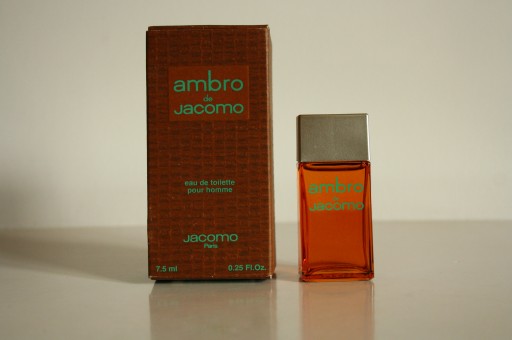 ambro
de
Jacomo
eau de toilette
pour homme
Jacomo
Paris
7.5 ml 0.25 Fl.Oz.
ambro
de
Jacomo